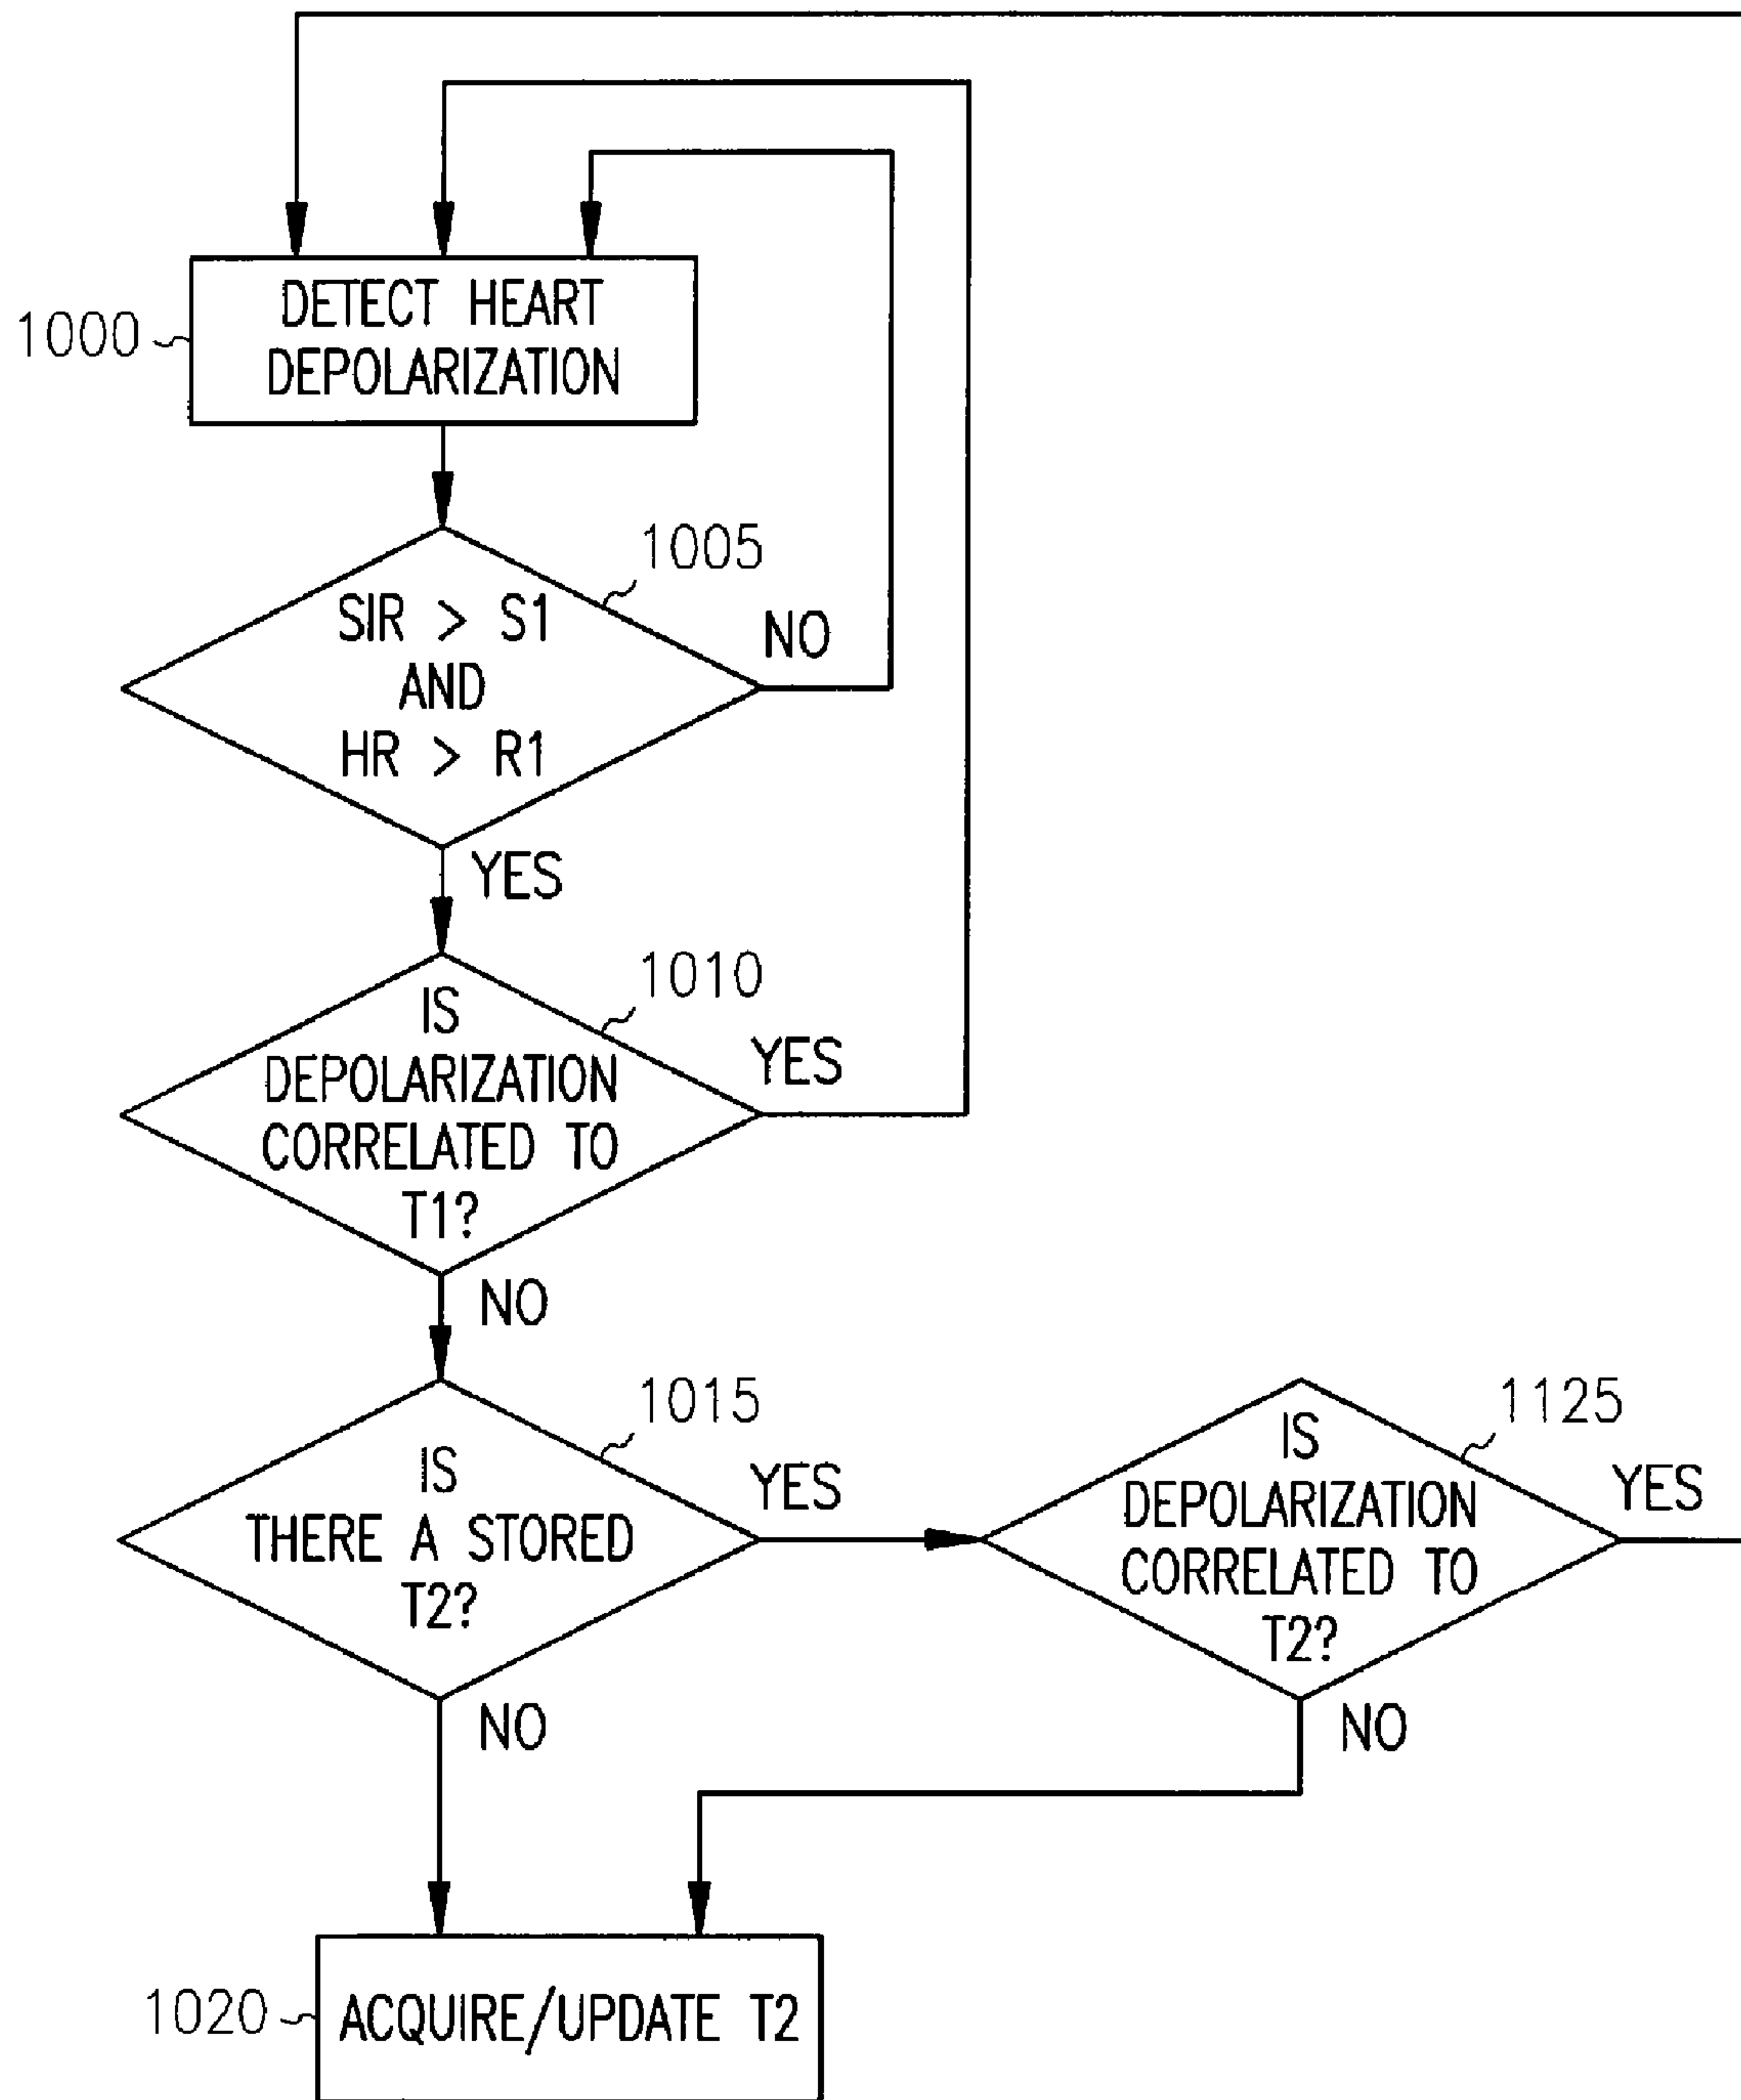 1000
DETECT HEART
DEPOLARIZATION
1005
SIR > S1
AND
HR > R1
NO
YES
1010
IS
DEPOLARIZATION
CORRELATED TO
T1?
YES
NO
1015
IS
THERE A STORED
T2?
YES
NO
1125
IS
DEPOLARIZATION
CORRELATED TO
T2?
YES
NO
1020
ACQUIRE/UPDATE T2